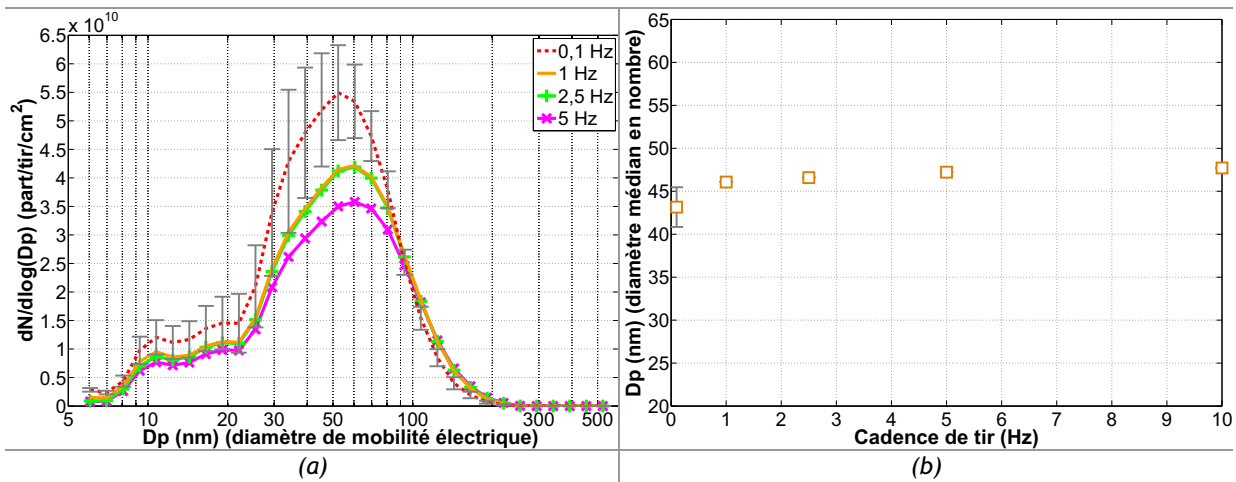 x 10^10
6.5
6
5.5
5
4.5
4
3.5
3
2.5
2
1.5
1
0.5
0
dN/dlog(Dp) (part/tir/cm²)
0,1 Hz
1 Hz
2,5 Hz
5 Hz
5 10 20 30 50 100 300 500
Dp (nm) (diamètre de mobilité électrique)
(a)
65
60
55
50
45
40
35
30
25
20
Dp (nm) (diamètre médian en nombre)
0 1 2 3 4 5 6 7 8 9 10
Cadence de tir (Hz)
(b)